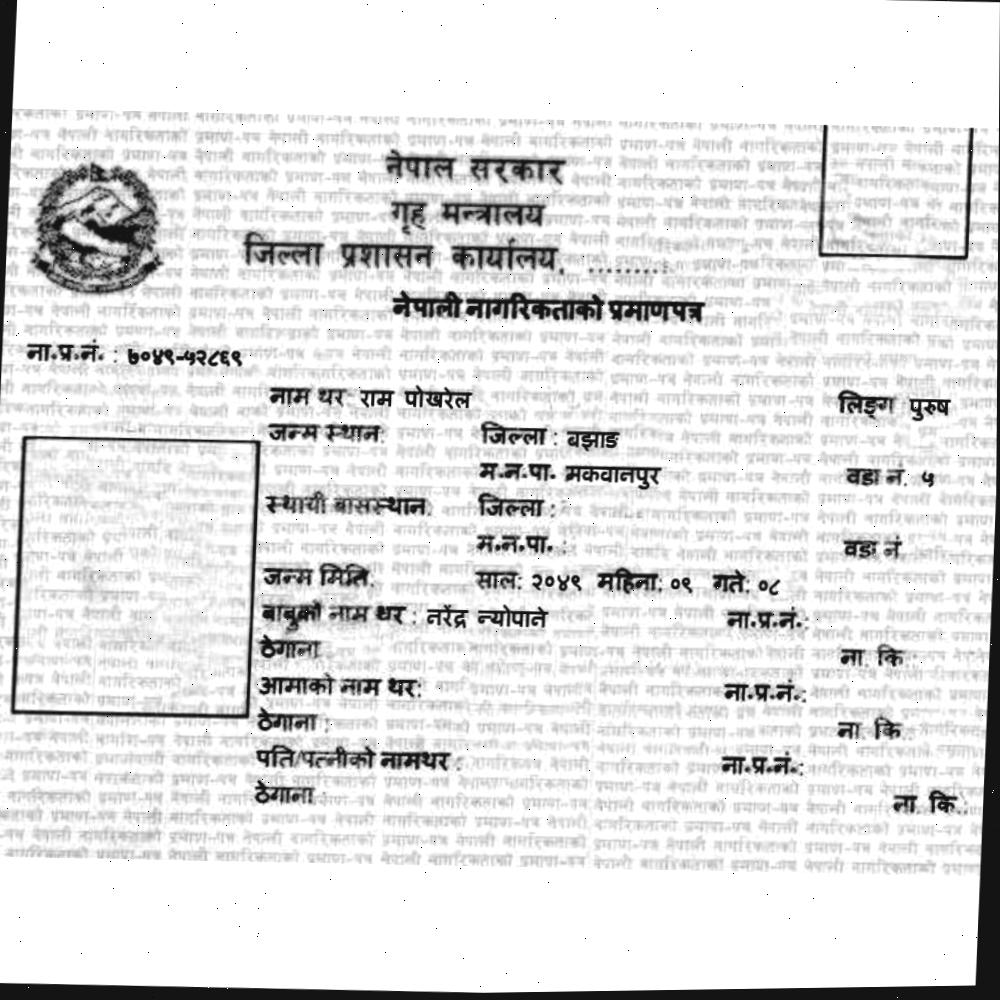 नेपाल सरकार
गृह मन्त्रालय
जिल्ला प्रशासन कार्यालय, .........
नेपाली नागरिकताको प्रमाणपत्र
ना.प्र.नं. : ७०४९-५२८६९
नाम थर: राम पोखरेल लिङ्ग पुरुष
जन्म स्थान: जिल्ला : बझाङ
म.न.पा. मकवानपुर वडा नं. ५
स्थायी बासस्थान: जिल्ला :
म.न.पा. : वडा नं
जन्म मिति: साल: २०४९ महिना: ०९ गते: ०८
बाबुको नाम थर : नरेंद्र न्योपाने ना.प्र.नं.:
ठेगाना ना. कि :
आमाको नाम थर: ना.प्र.नं.:
ठेगाना : ना. कि :
पति/पत्नीको नामथर : ना.प्र.नं.:
ठेगाना : ना. कि.: